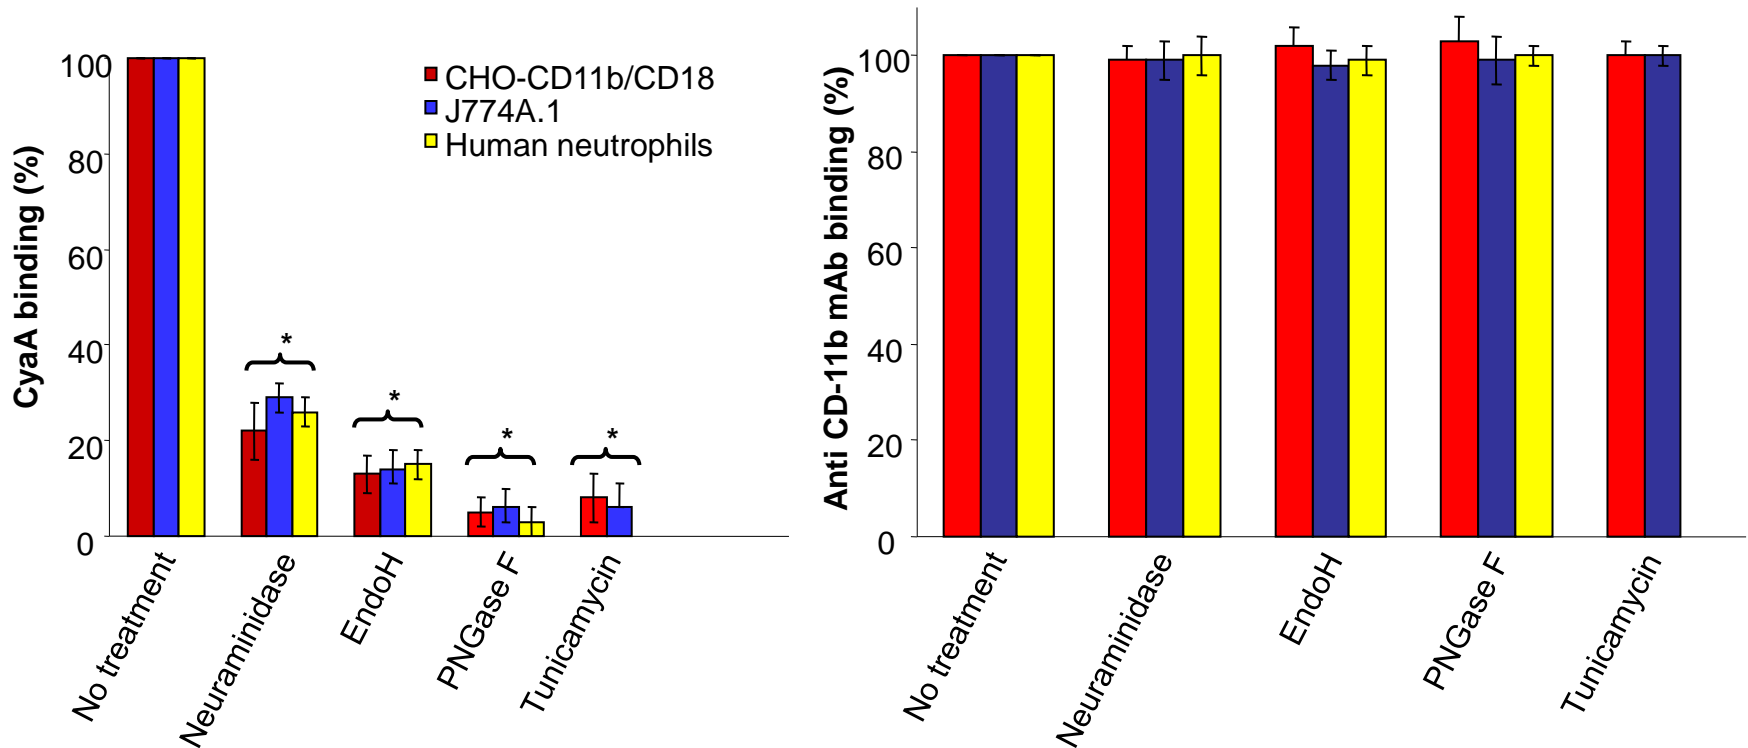 CyaA binding (%)
100
80
60
40
20
0
CHO-CD11b/CD18
J774A.1
Human neutrophils
*
*
*
*
No treatment
Neuraminidase
EndoH
PNGase F
Tunicamycin
Anti CD-11b mAb binding (%)
100
80
60
40
20
0
No treatment
Neuraminidase
EndoH
PNGase F
Tunicamycin